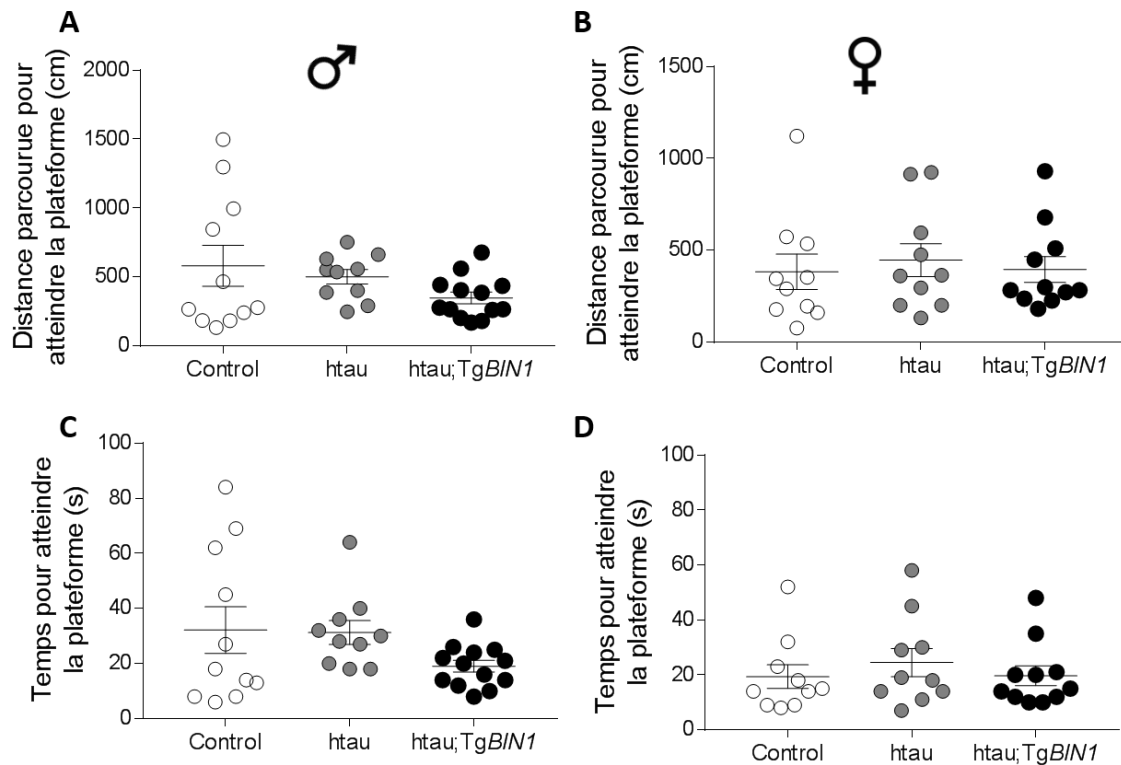 A
Distance parcourue pour
atteindre la plateforme (cm)
2000
1500
1000
500
0
Control
htau
htau;TgBIN1
B
Distance parcourue pour
atteindre la plateforme (cm)
1500
1000
500
0
Control
htau
htau;TgBIN1
C
Temps pour atteindre
la plateforme (s)
100
80
60
40
20
0
Control
htau
htau;TgBIN1
D
Temps pour atteindre
la plateforme (s)
100
80
60
40
20
0
Control
htau
htau;TgBIN1